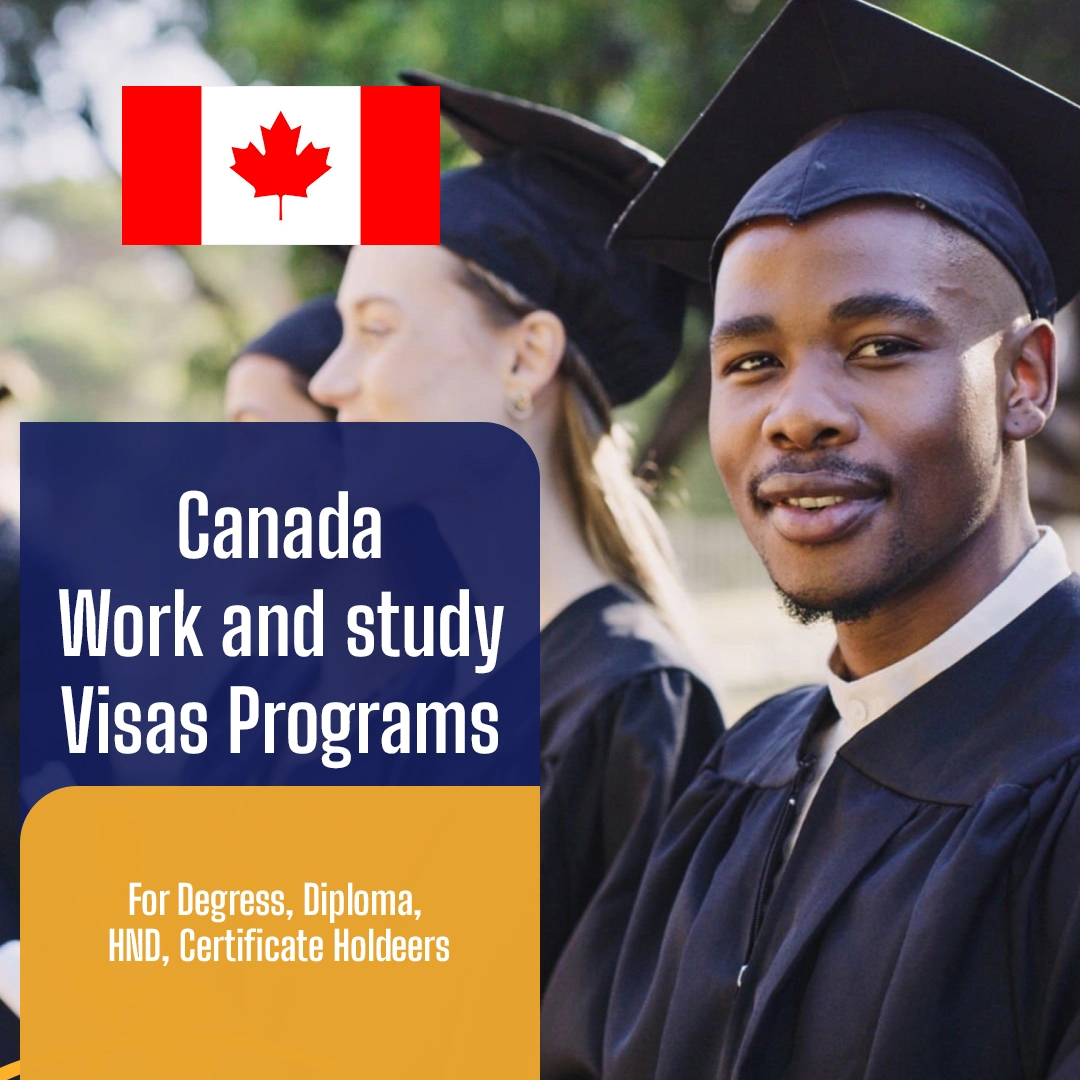 Canada
Work and study
Visas Programs
For Degress, Diploma,
HND, Certificate Holdeers